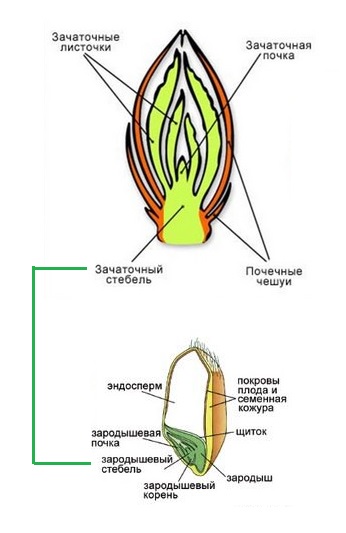 Зачаточные
листочки
Зачаточная
почка
Зачаточный
стебель
Почечные
чешуи
эндосперм
покровы
плода и
семенная
кожура
зародышевая
почка
щиток
зародышевый
стебель
зародыш
зародышевый
корень